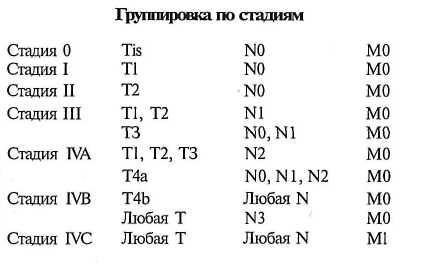 Группировка по стадиям
Стадия 0 Tis N0 M0
Стадия I T1 N0 M0
Стадия II T2 N0 M0
Стадия III T1, T2 N1 M0
T3 N0, N1 M0
Стадия IVA T1, T2, T3 N2 M0
T4a N0, N1, N2 M0
Стадия IVB T4b Любая N M0
Любая T N3 M0
Стадия IVC Любая T Любая N M1